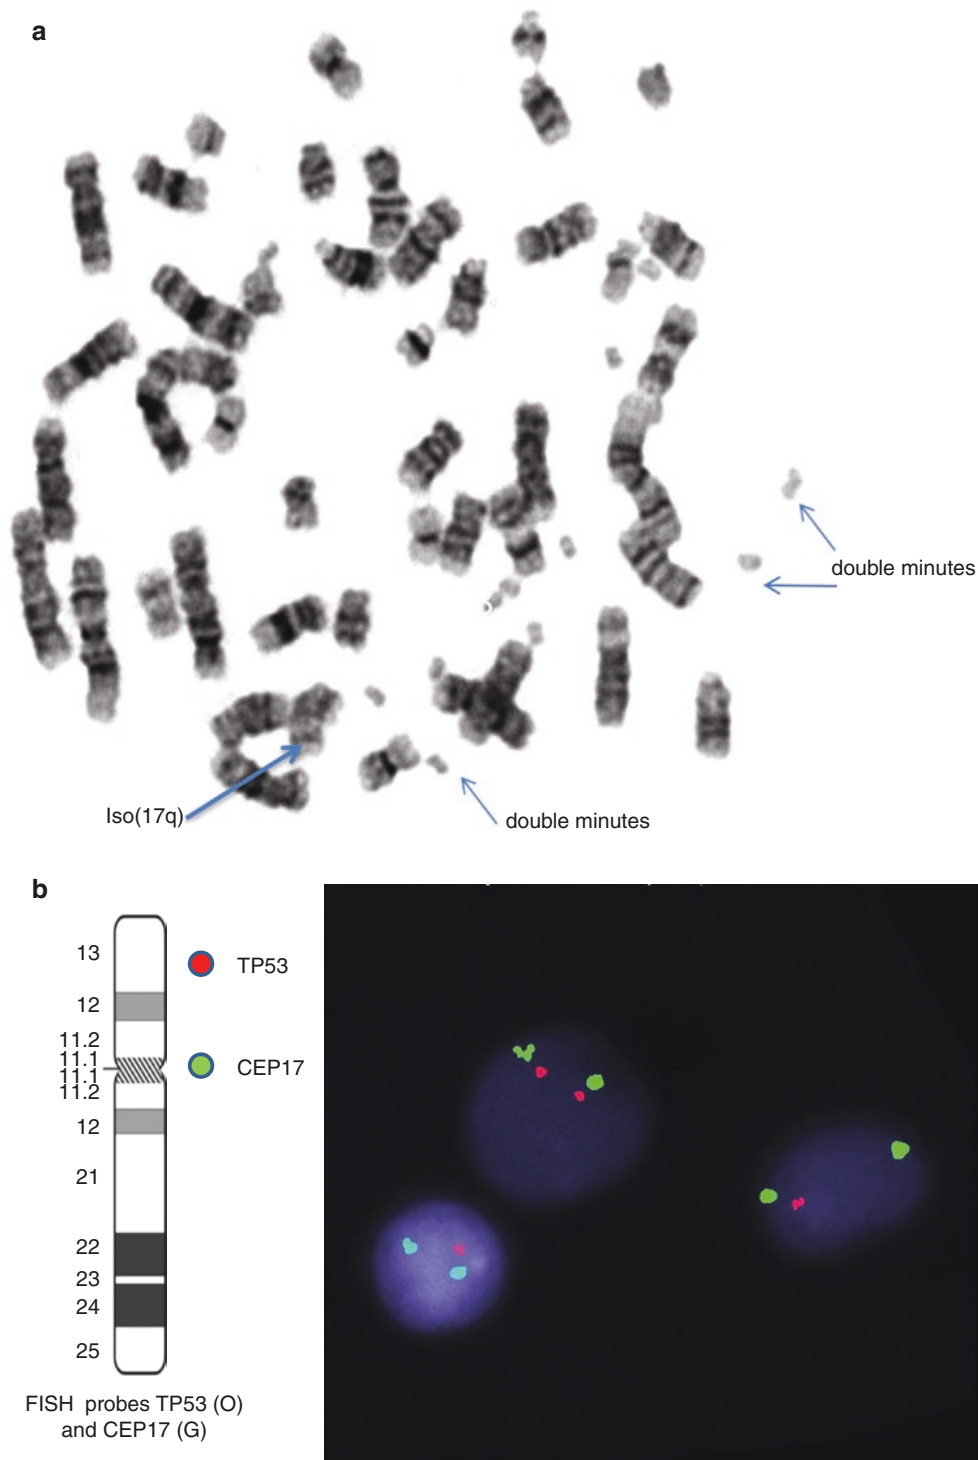 a
double minutes
Iso(17q)
double minutes
b
13
12
11.2
11.1
11.1
11.2
12
21
22
23
24
25
TP53
CEP17
FISH probes TP53 (O)
and CEP17 (G)